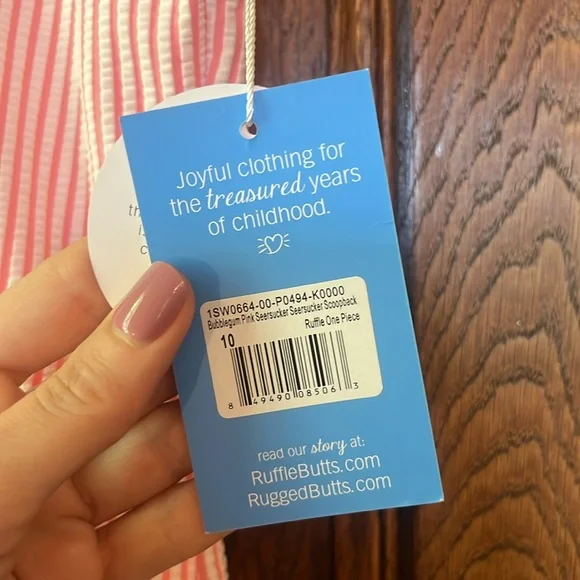 Joyful clothing for
the treasured years
of childhood.
1SW0664-00-P0494-K0000
Bubblegum Pink Seersucker Seersucker Scoopback
10 Ruffle One Piece
8 49490 08506 3
read our story at:
RuffleButts.com
RuggedButts.com